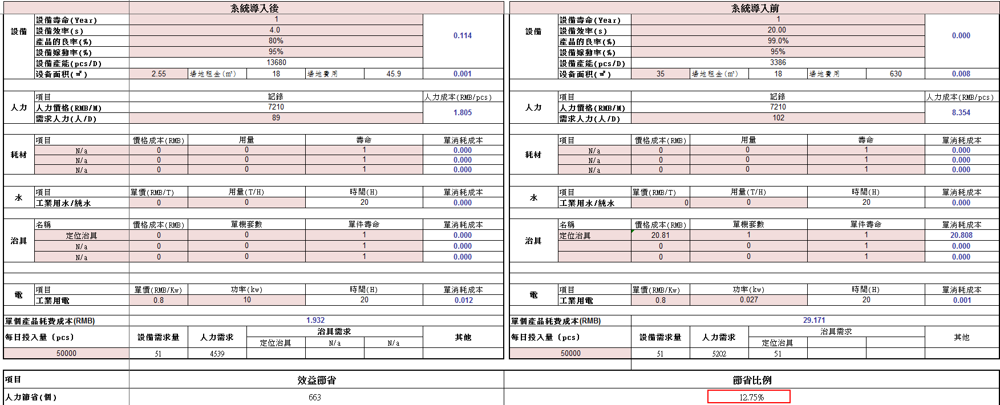 系統導入後
設備
設備壽命(Year) 1
設備效率(s) 4.0
產品的良率(%) 80%
設備嫁動率(%) 95%
設備產能(pcs/D) 13680
0.114
设备面积(㎡) 2.55 場地租金(㎡) 18 場地費用 45.9 0.001
人力
項目 記錄 人力成本(RMB/pcs)
人力價格(RMB/M) 7210
需求人力(人/D) 89
1.805
耗材
項目 價格成本(RMB) 用量 壽命 單消耗成本
N/a 0 0 1 0.000
N/a 0 0 1 0.000
N/a 0 0 1 0.000
水
項目 單價(RMB/T) 用量(T/H) 時間(H) 單消耗成本
工業用水/純水 0 0 20 0.000
治具
名稱 價格成本(RMB) 單機套數 單件壽命 單消耗成本
定位治具 0 0 1 0.000
N/a 0 0 1 0.000
N/a 0 0 1 0.000
電
項目 單價(RMB/Kw) 功率(kw) 時間(H) 單消耗成本
工業用電 0.8 10 20 0.012
單個產品耗費成本(RMB) 1.932
每日投入量 (pcs) 設備需求量 人力需求 治具需求 其他
定位治具 N/a N/a
50000 51 4539
系統導入前
設備
設備壽命(Year) 1
設備效率(s) 20.00
產品的良率(%) 99.0%
設備嫁動率(%) 95%
設備產能(pcs/D) 3386
0.000
设备面积(㎡) 35 場地租金(㎡) 18 場地費用 630 0.008
人力
項目 記錄 人力成本(RMB/pcs)
人力價格(RMB/M) 7210
需求人力(人/D) 102
8.354
耗材
項目 價格成本(RMB) 用量 壽命 單消耗成本
N/a 0 0 1 0.000
N/a 0 0 1 0.000
N/a 0 0 1 0.000
水
項目 單價(RMB/T) 用量(T/H) 時間(H) 單消耗成本
工業用水/純水 0 0 20 0.000
治具
名稱 價格成本(RMB) 單機套數 單件壽命 單消耗成本
定位治具 20.81 1 1 20.808
0 0 1 0.000
0 0 1 0.000
電
項目 單價(RMB/Kw) 功率(kw) 時間(H) 單消耗成本
工業用電 0.8 0.027 20 0.001
單個產品耗費成本(RMB) 29.171
每日投入量 (pcs) 設備需求量 人力需求 治具需求 其他
定位治具
50000 51 5202 51
項目 效益節省 節省比例
人力節省(個) 663 12.75%